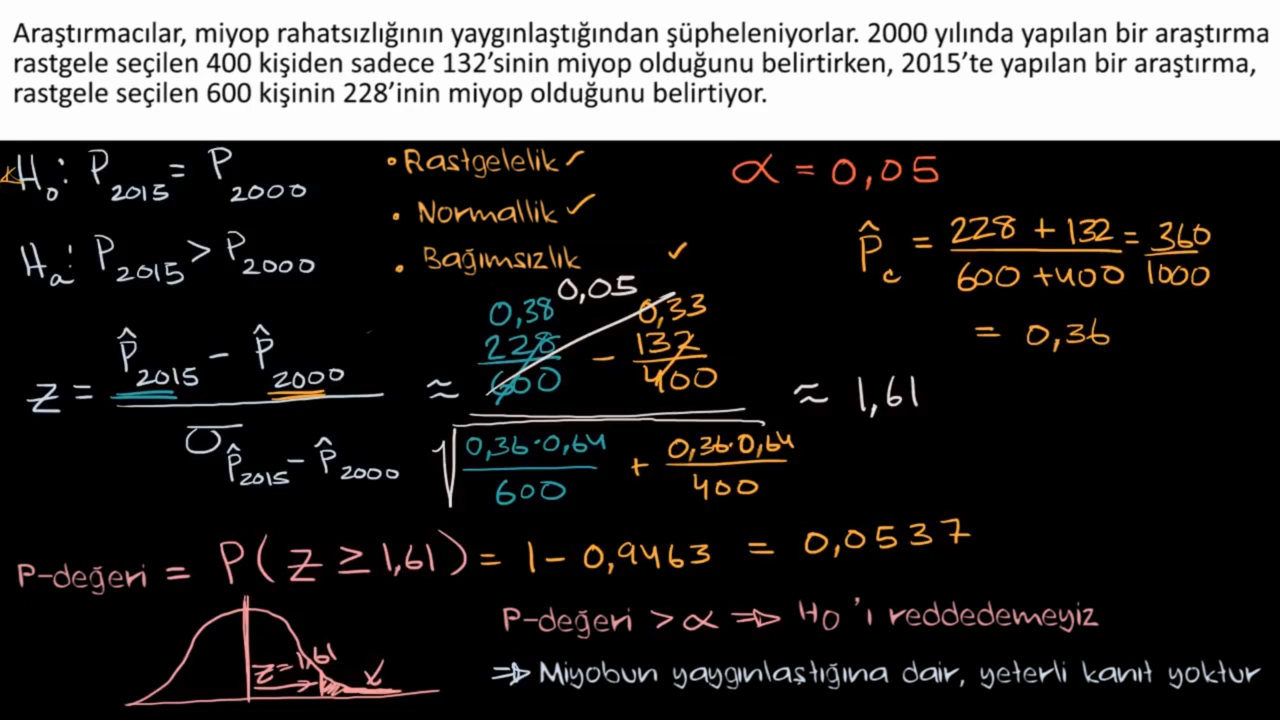 Araştırmacılar, miyop rahatsızlığının yaygınlaştığından şüpheleniyorlar. 2000 yılında yapılan bir araştırma
rastgele seçilen 400 kişiden sadece 132'sinin miyop olduğunu belirtirken, 2015'te yapılan bir araştırma,
rastgele seçilen 600 kişinin 228'inin miyop olduğunu belirtiyor.
H₀: P₂₀₁₅ = P₂₀₀₀
Hₐ: P₂₀₁₅ > P₂₀₀₀
• Rastgelelik ✓
• Normallik ✓
• Bağımsızlık ✓
α = 0,05
P̂_c = (228 + 132)/(600 + 400) = 360/1000
= 0,36
0,05
0,38 0,33
z = (P̂₂₀₁₅ - P̂₂₀₀₀)/σ_(P̂₂₀₁₅ - P̂₂₀₀₀) ≈ (228/600 - 132/400)/√(0,36·0,64/600 + 0,36·0,64/400) ≈ 1,61
P-değeri = P(z ≥ 1,61) = 1 - 0,9463 = 0,0537
z=1,61
P-değeri > α ⇒ H₀'ı reddedemeyiz
⇒ Miyobun yaygınlaştığına dair, yeterli kanıt yoktur